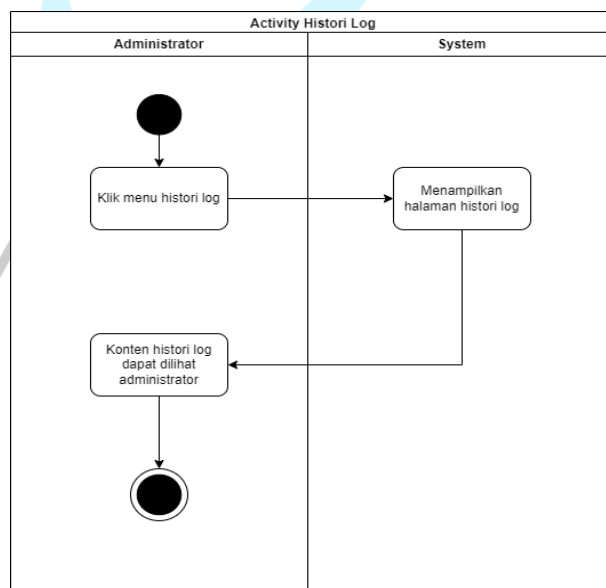 Activity Histori Log
Administrator
System
Klik menu histori log
Menampilkan
halaman histori log
Konten histori log
dapat dilihat
administrator